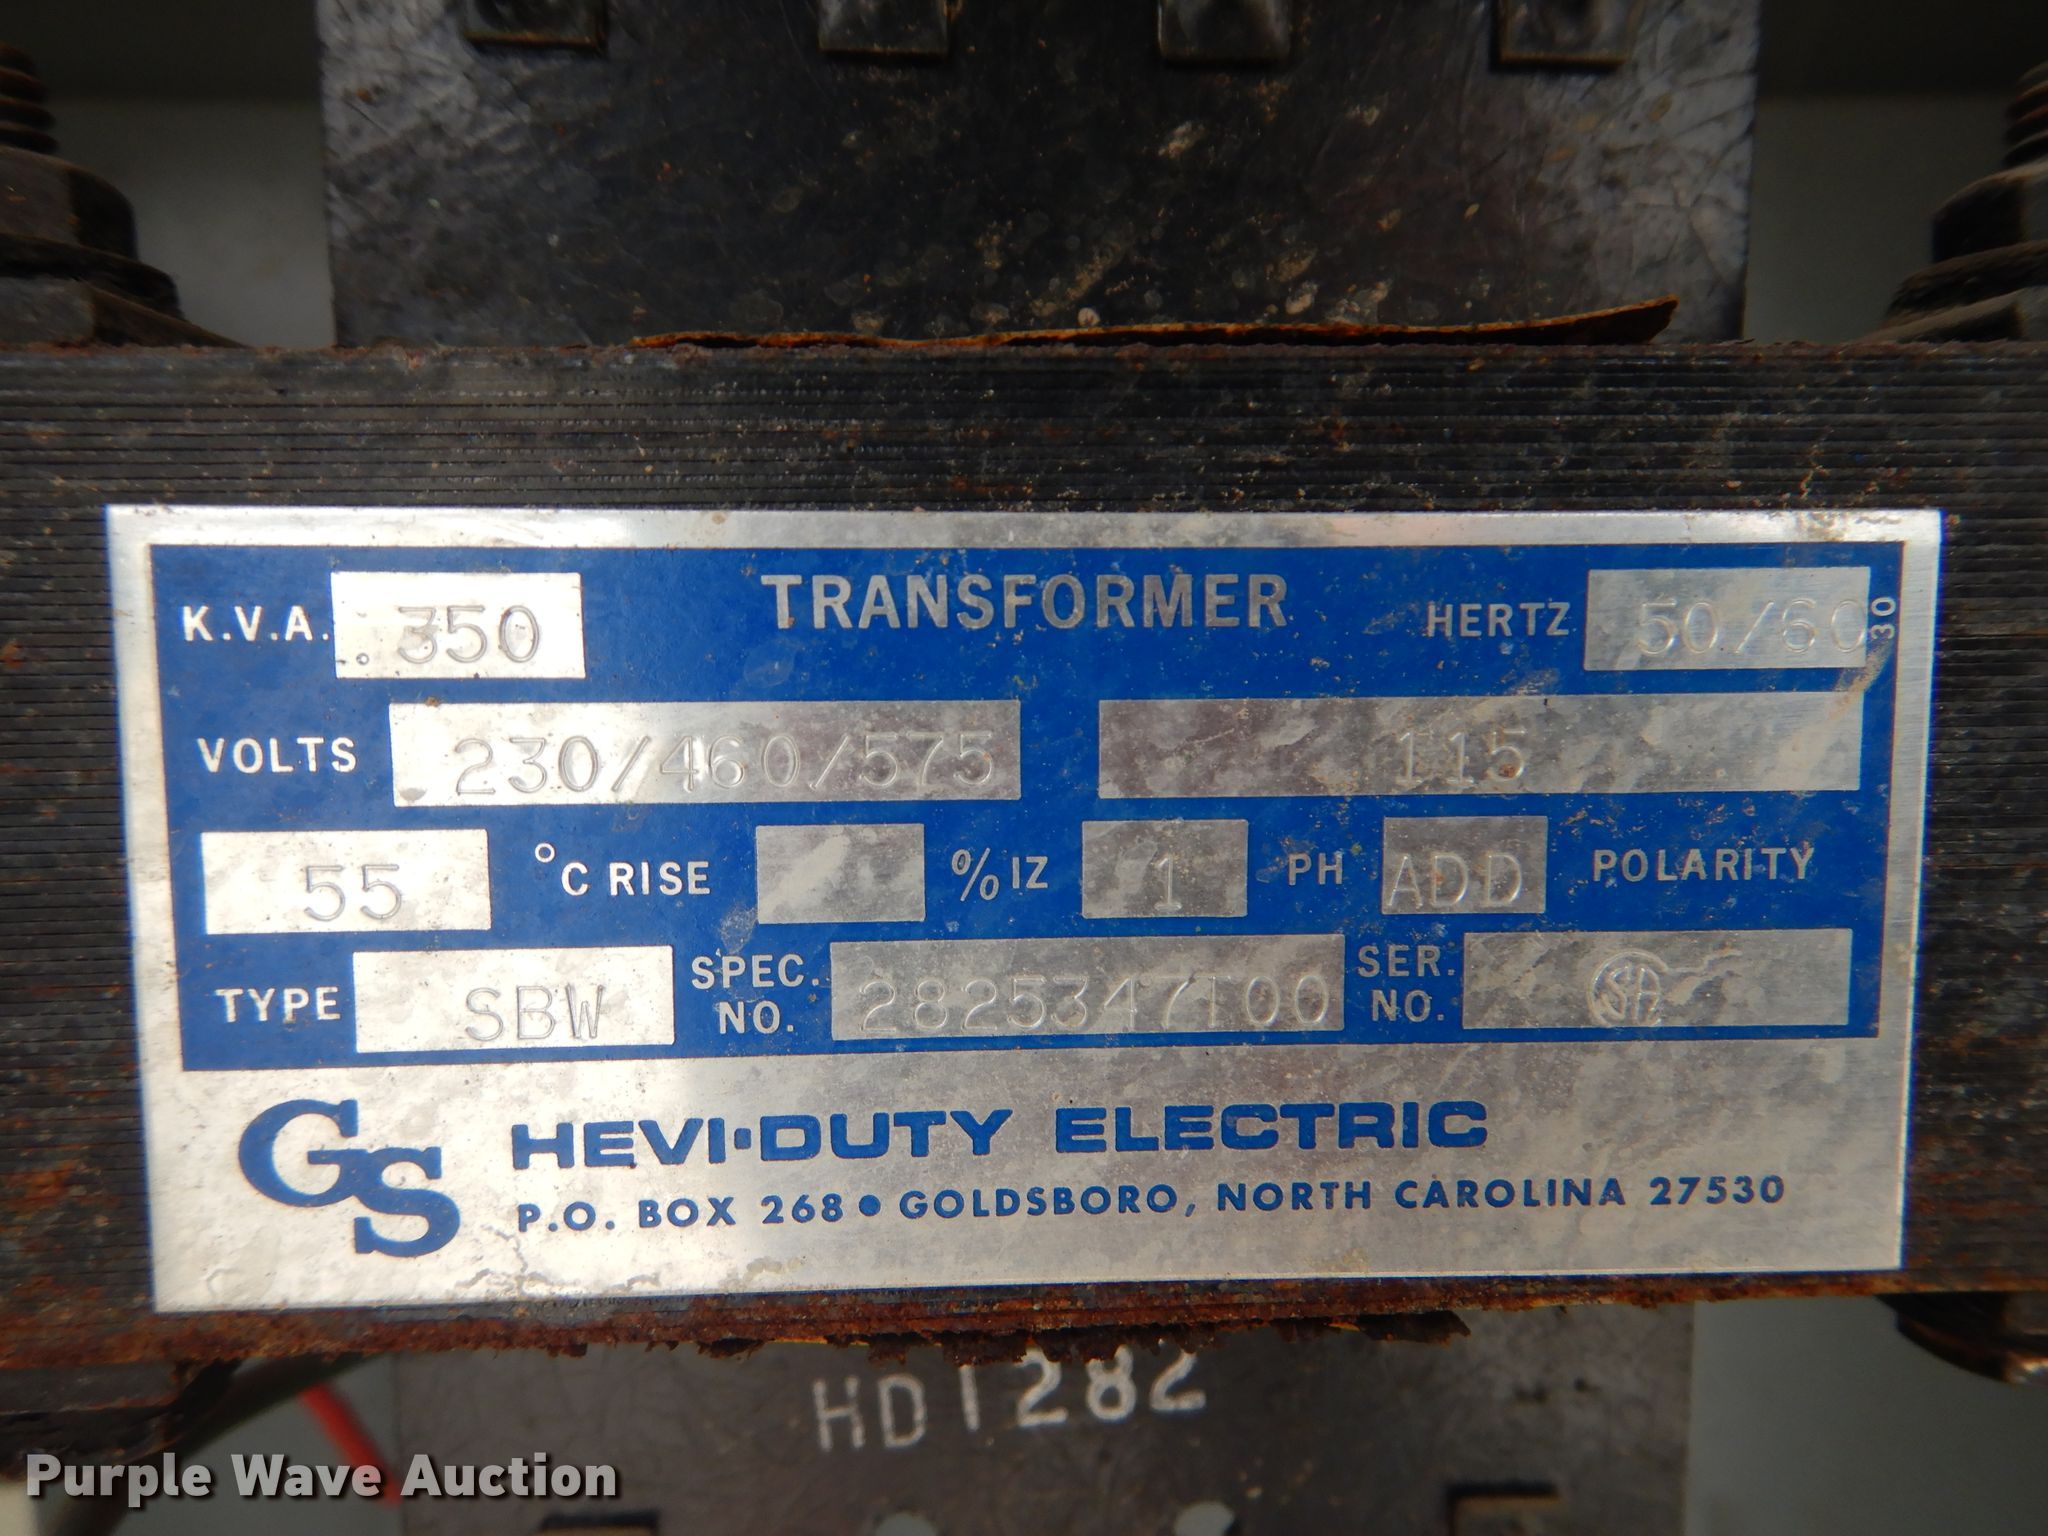 K.V.A. .350 TRANSFORMER HERTZ 50/60 30
VOLTS 230/460/575 115
55 °C RISE %IZ 1 PH ADD POLARITY
TYPE SBW SPEC. NO. 2825347T00 SER. NO. SA
GS HEVI-DUTY ELECTRIC
P.O. BOX 268 • GOLDSBORO, NORTH CAROLINA 27530
HD1282
Purple Wave Auction